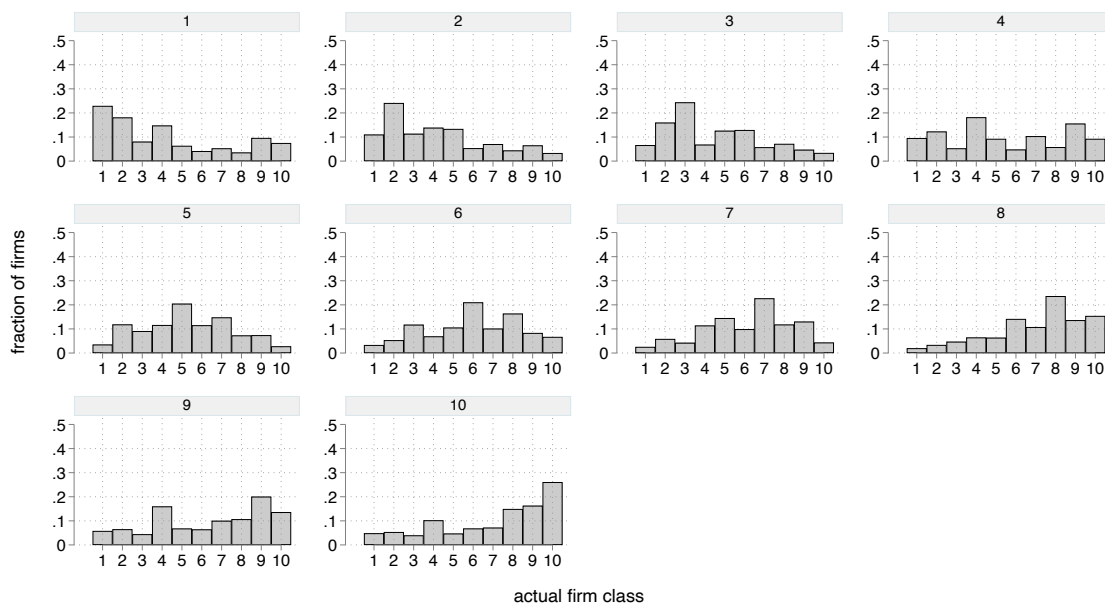 1 2 3 4
.5 .5 .5 .5
.4 .4 .4 .4
.3 .3 .3 .3
.2 .2 .2 .2
.1 .1 .1 .1
0 0 0 0
1 2 3 4 5 6 7 8 9 10 1 2 3 4 5 6 7 8 9 10 1 2 3 4 5 6 7 8 9 10 1 2 3 4 5 6 7 8 9 10
5 6 7 8
.5 .5 .5 .5
.4 .4 .4 .4
.3 .3 .3 .3
.2 .2 .2 .2
.1 .1 .1 .1
0 0 0 0
1 2 3 4 5 6 7 8 9 10 1 2 3 4 5 6 7 8 9 10 1 2 3 4 5 6 7 8 9 10 1 2 3 4 5 6 7 8 9 10
9 10
.5 .5
.4 .4
.3 .3
.2 .2
.1 .1
0 0
1 2 3 4 5 6 7 8 9 10 1 2 3 4 5 6 7 8 9 10
fraction of firms
actual firm class